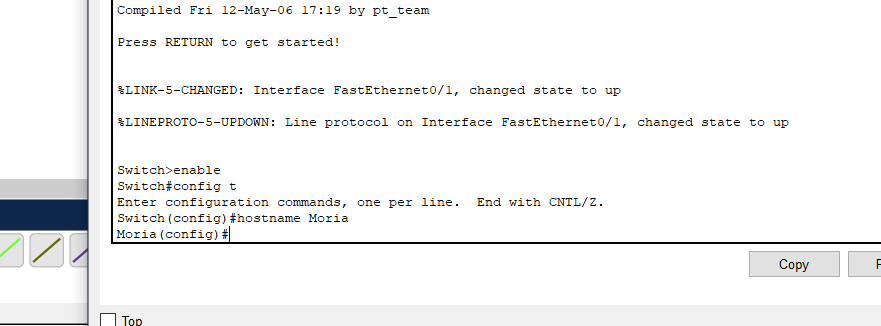 Compiled Fri 12-May-06 17:19 by pt_team
Press RETURN to get started!
%LINK-5-CHANGED: Interface FastEthernet0/1, changed state to up
%LINEPROTO-5-UPDOWN: Line protocol on Interface FastEthernet0/1, changed state to up
Switch>enable
Switch#config t
Enter configuration commands, one per line.  End with CNTL/Z.
Switch(config)#hostname Moria
Moria(config)#
Copy
Top